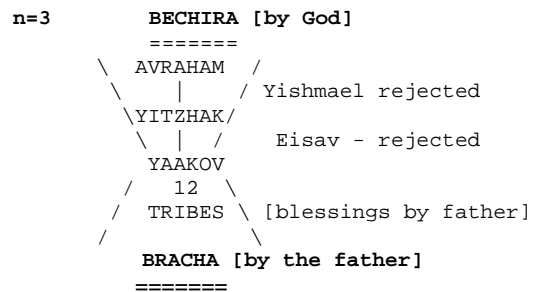 n=3 BECHIRA [by God]
=======
\ AVRAHAM /
\ | / Yishmael rejected
\YITZHAK/
\ | / Eisav - rejected
YAAKOV
/ 12 \
/ TRIBES \ [blessings by father]
/ \
BRACHA [by the father]
=======